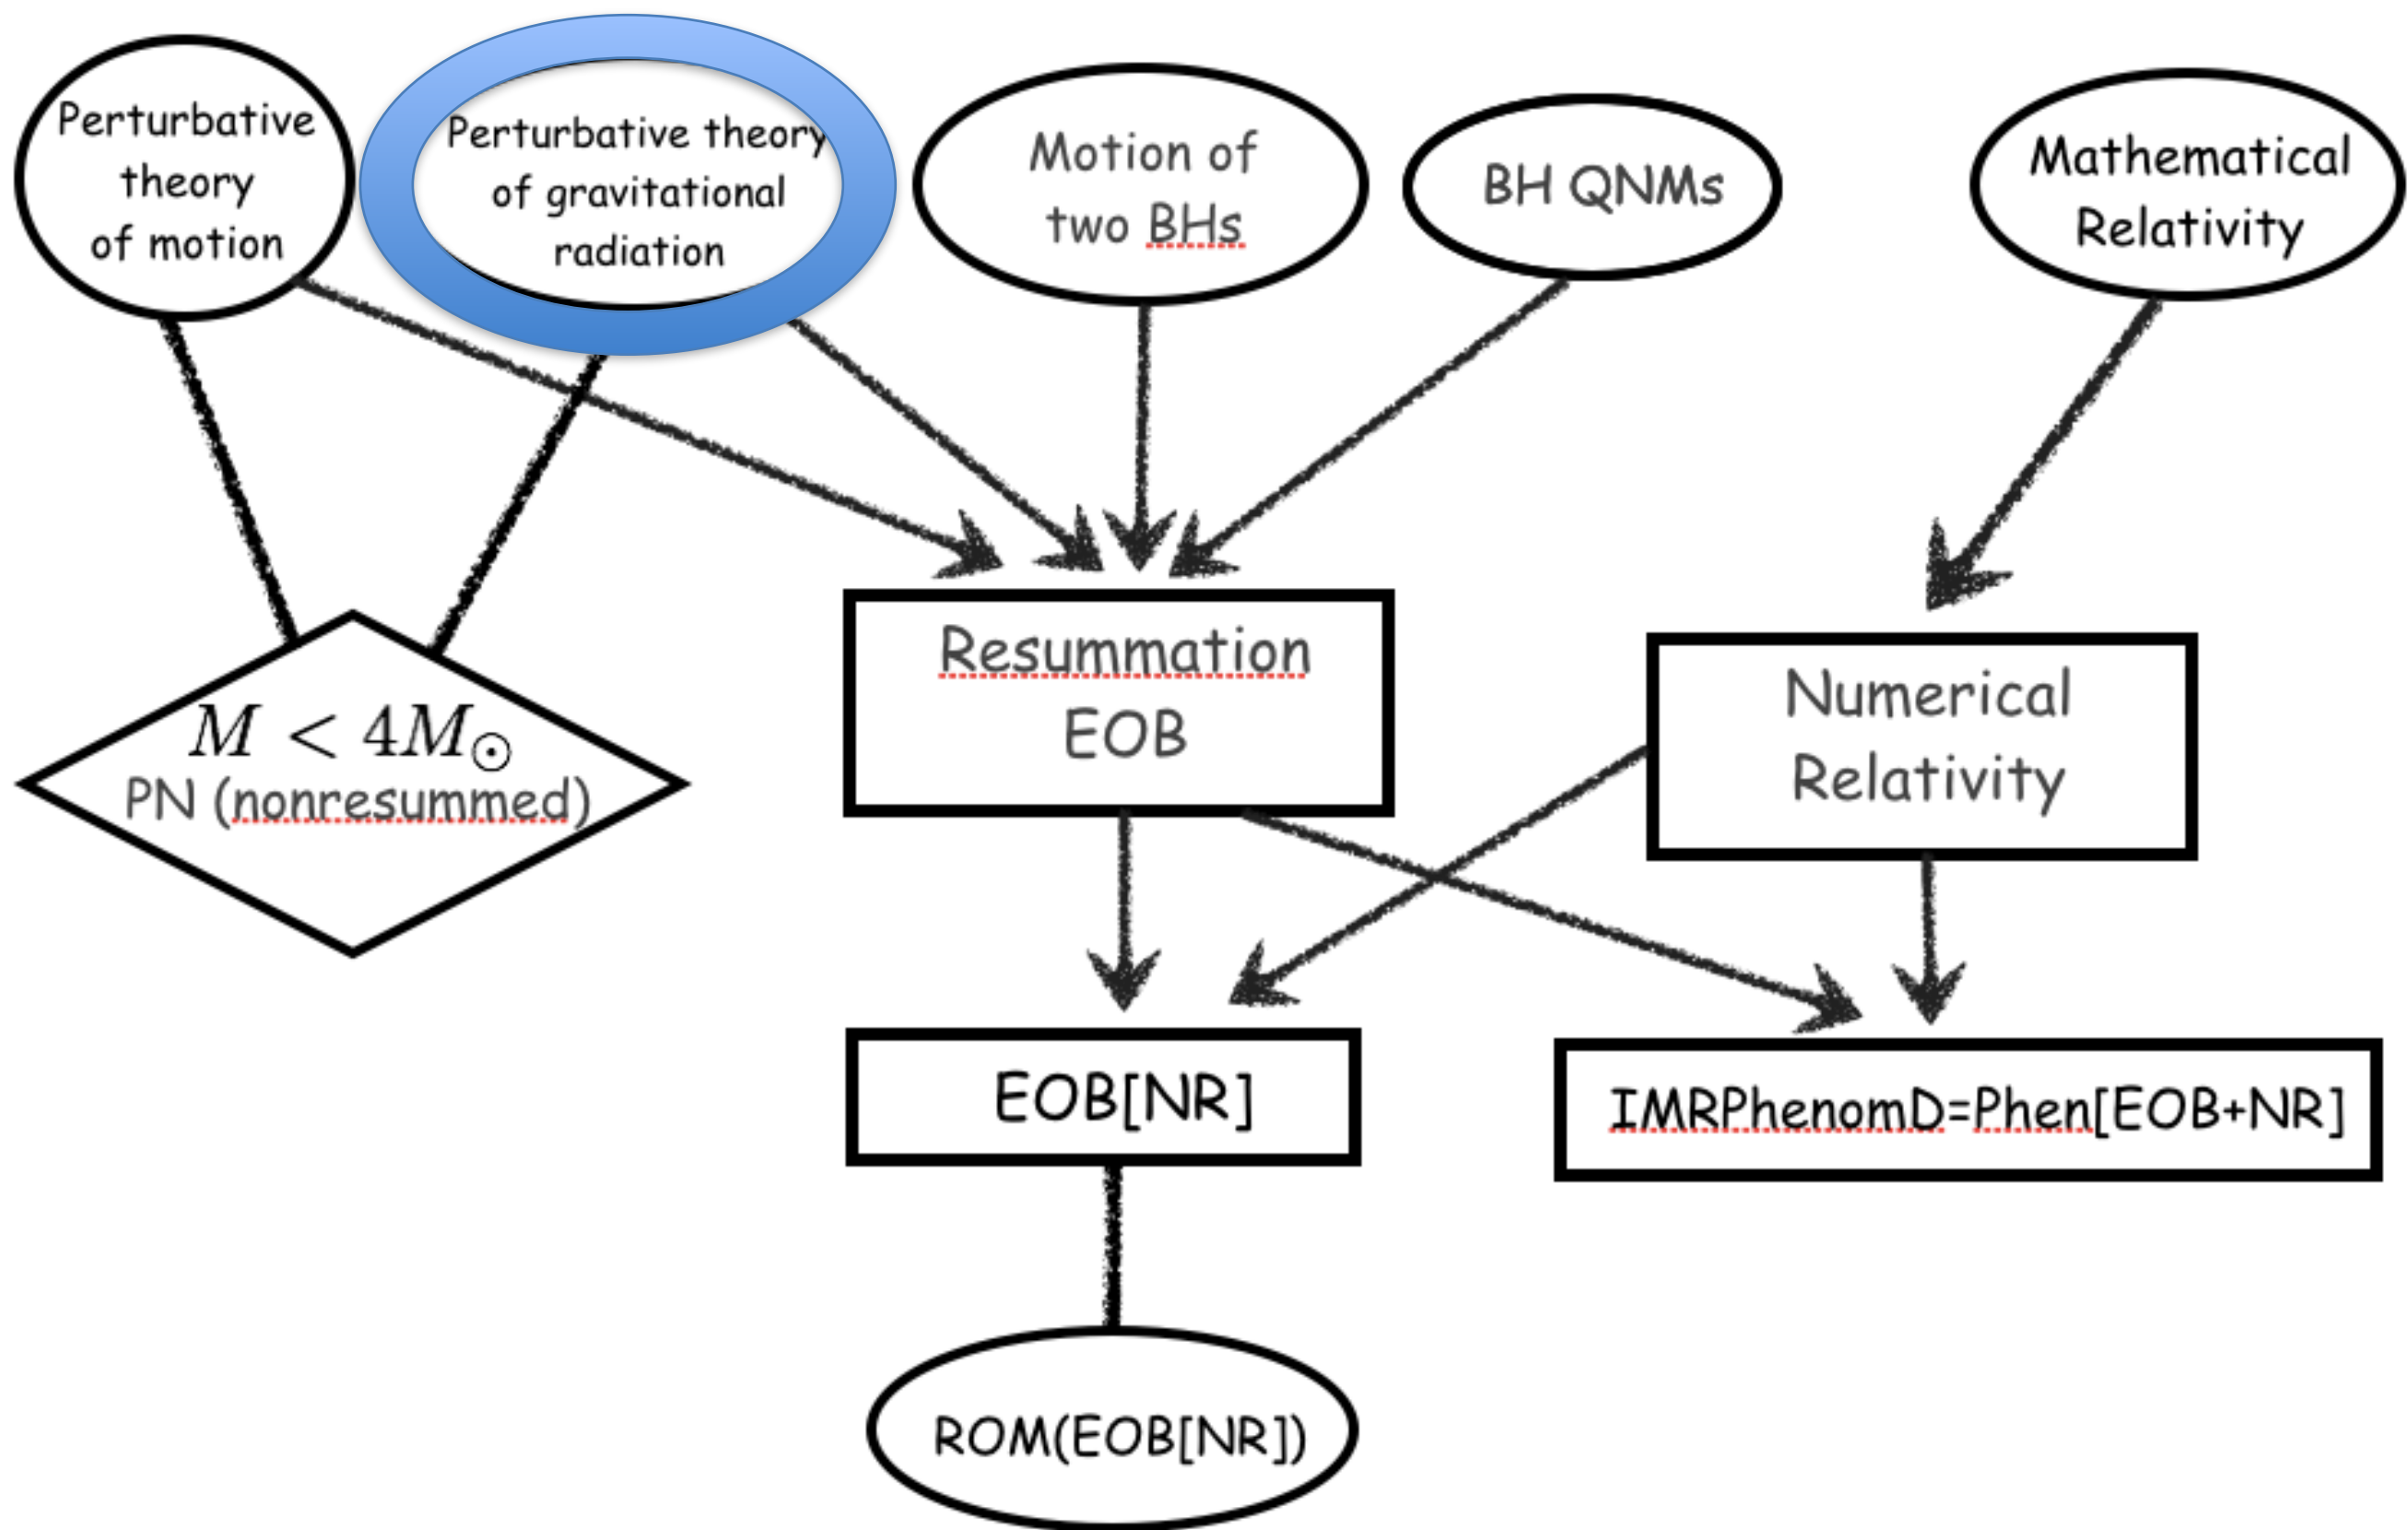 Perturbative
theory
of motion
Perturbative theory
of gravitational
radiation
Motion of
two BHs
BH QNMs
Mathematical
Relativity
M < 4M⊙
PN (nonresummed)
Resummation
EOB
Numerical
Relativity
EOB[NR]
IMRPhenomD=Phen[EOB+NR]
ROM(EOB[NR])